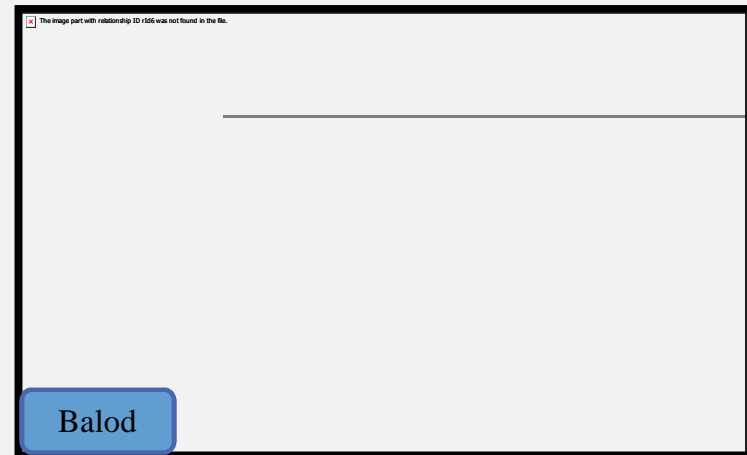 The image part with relationship ID rId6 was not found in the file.
Balod